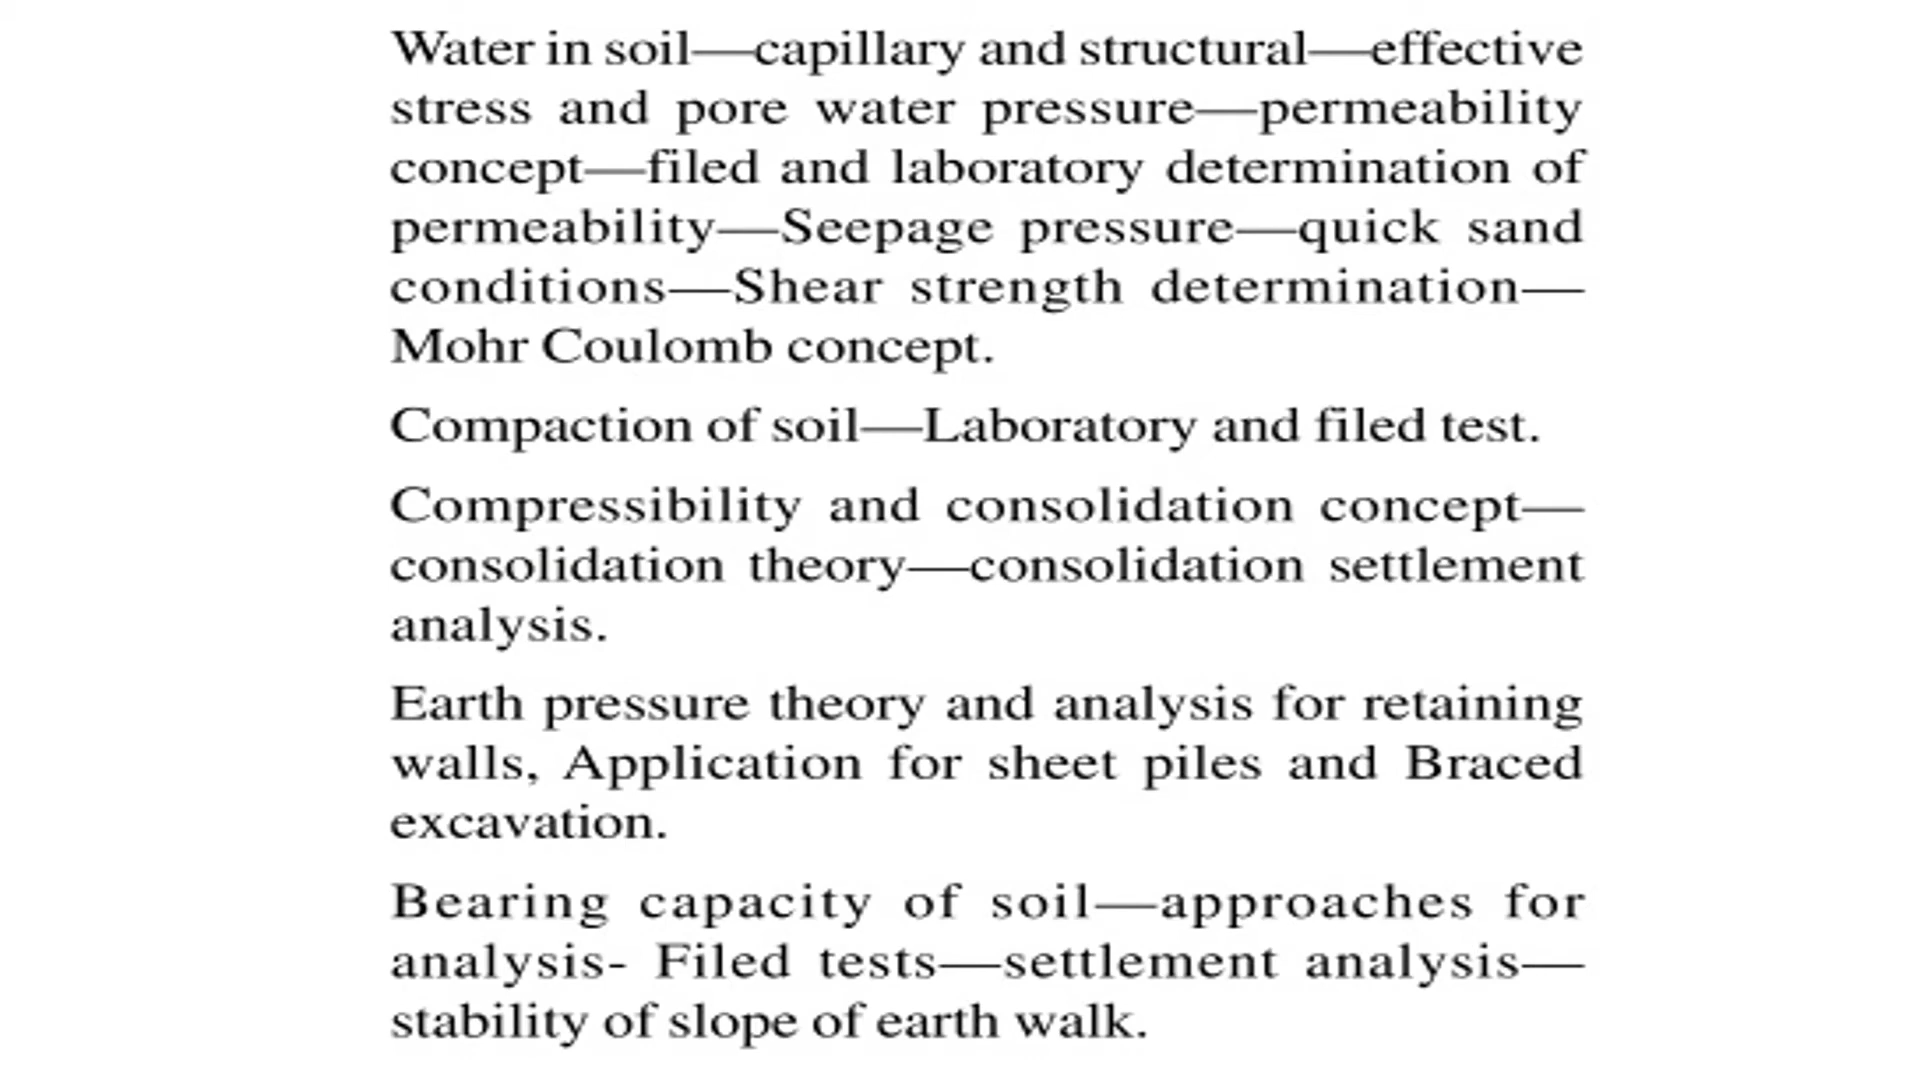 Water in soil—capillary and structural—effective
stress and pore water pressure—permeability
concept—filed and laboratory determination of
permeability—Seepage pressure—quick sand
conditions—Shear strength determination—
Mohr Coulomb concept.
Compaction of soil—Laboratory and filed test.
Compressibility and consolidation concept—
consolidation theory—consolidation settlement
analysis.
Earth pressure theory and analysis for retaining
walls, Application for sheet piles and Braced
excavation.
Bearing capacity of soil—approaches for
analysis- Filed tests—settlement analysis—
stability of slope of earth walk.